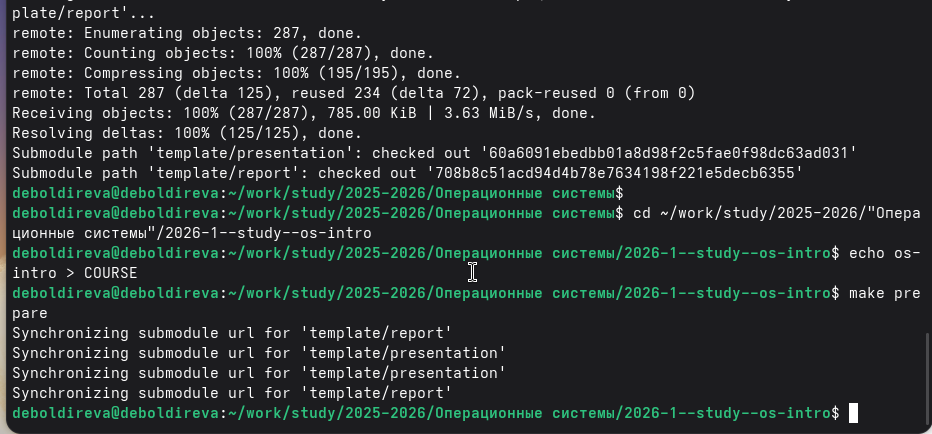 plate/report'...
remote: Enumerating objects: 287, done.
remote: Counting objects: 100% (287/287), done.
remote: Compressing objects: 100% (195/195), done.
remote: Total 287 (delta 125), reused 234 (delta 72), pack-reused 0 (from 0)
Receiving objects: 100% (287/287), 785.00 KiB | 3.63 MiB/s, done.
Resolving deltas: 100% (125/125), done.
Submodule path 'template/presentation': checked out '60a6091ebedbb01a8d98f2c5fae0f98dc63ad031'
Submodule path 'template/report': checked out '708b8c51acd94d4b78e7634198f221e5decb6355'
deboldireva@deboldireva:~/work/study/2025-2026/Операционные системы$
deboldireva@deboldireva:~/work/study/2025-2026/Операционные системы$ cd ~/work/study/2025-2026/"Опера
ционные системы"/2026-1--study--os-intro
deboldireva@deboldireva:~/work/study/2025-2026/Операционные системы/2026-1--study--os-intro$ echo os-
intro > COURSE
deboldireva@deboldireva:~/work/study/2025-2026/Операционные системы/2026-1--study--os-intro$ make pre
pare
Synchronizing submodule url for 'template/report'
Synchronizing submodule url for 'template/presentation'
Synchronizing submodule url for 'template/presentation'
Synchronizing submodule url for 'template/report'
deboldireva@deboldireva:~/work/study/2025-2026/Операционные системы/2026-1--study--os-intro$